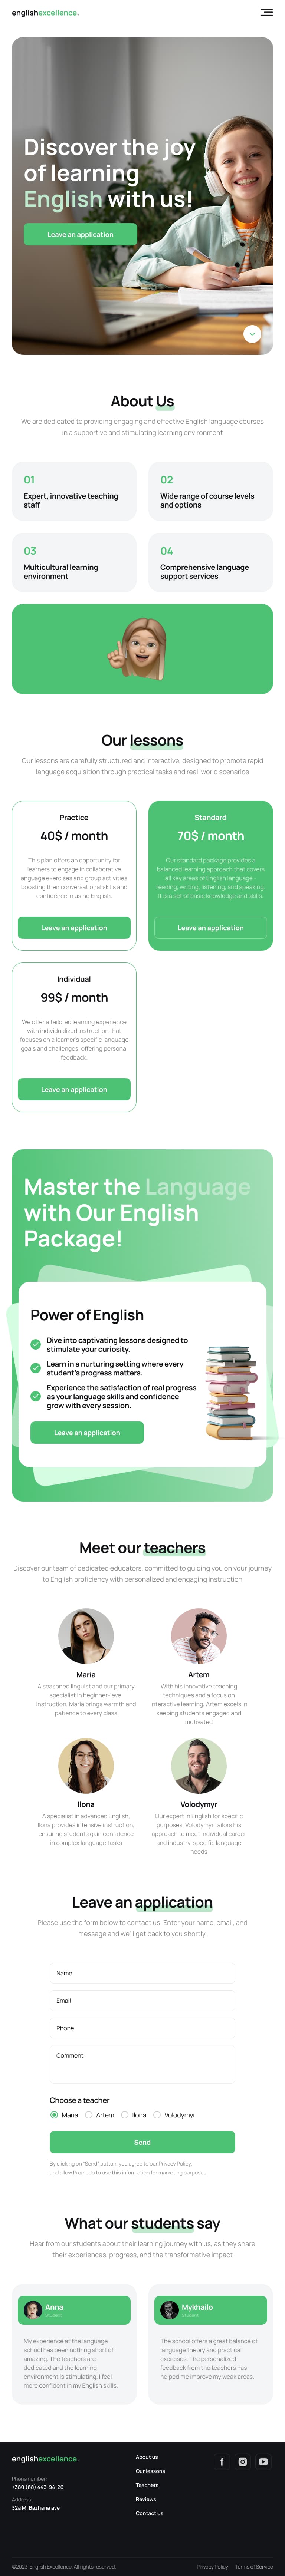 englishexcellence.
Discover the joy
of learning
English with us!
Leave an application
About Us
We are dedicated to providing engaging and effective English language courses
in a supportive and stimulating learning environment
01
Expert, innovative teaching
staff
02
Wide range of course levels
and options
03
Multicultural learning
environment
04
Comprehensive language
support services
Our lessons
Our lessons are carefully structured and interactive, designed to promote rapid
language acquisition through practical tasks and real-world scenarios
Practice
40$ / month
This plan offers an opportunity for
learners to engage in collaborative
language exercises and group activities,
boosting their conversational skills and
confidence in using English.
Leave an application
Standard
70$ / month
Our standard package provides a
balanced learning approach that covers
all key areas of English language -
reading, writing, listening, and speaking.
It is a set of basic knowledge and skills.
Leave an application
Individual
99$ / month
We offer a tailored learning experience
with individualized instruction that
focuses on a learner's specific language
goals and challenges, offering personal
feedback.
Leave an application
Master the Language
with Our English
Package!
Power of English
Dive into captivating lessons designed to
stimulate your curiosity.
Learn in a nurturing setting where every
student's progress matters.
Experience the satisfaction of real progress
as your language skills and confidence
grow with every session.
Leave an application
Meet our teachers
Discover our team of dedicated educators, committed to guiding you on your journey
to English proficiency with personalized and engaging instruction
Maria
A seasoned linguist and our primary
specialist in beginner-level
instruction, Maria brings warmth and
patience to every class
Artem
With his innovative teaching
techniques and a focus on
interactive learning, Artem excels in
keeping students engaged and
motivated
Ilona
A specialist in advanced English,
Ilona provides intensive instruction,
ensuring students gain confidence
in complex language tasks
Volodymyr
Our expert in English for specific
purposes, Volodymyr tailors his
approach to meet individual career
and industry-specific language
needs
Leave an application
Please use the form below to contact us. Enter your name, email, and
message and we'll get back to you shortly
Name
Email
Phone
Comment
Choose a teacher
Maria Artem Ilona Volodymyr
Send
By clicking on "Send" button, you agree to our Privacy Policy,
and allow Promodo to use this information for marketing purposes.
What our students say
Hear from our students about their learning journey with us, as they share
their experiences, progress, and the transformative impact
Anna
Student
My experience at the language
school has been nothing short of
amazing. The teachers are
dedicated and the learning
environment is stimulating. I feel
more confident in my English skills.
Mykhailo
Student
The school offers a great balance of
language theory and practical
exercises. The personalized
feedback from the teachers has
helped me improve my weak areas.
englishexcellence.
Phone number:
+380 (68) 443-94-26
Address:
32a M. Bazhana ave
About us
Our lessons
Teachers
Reviews
Contact us
©2023 English Excellence. All rights reserved.
Privacy Policy Terms of Service